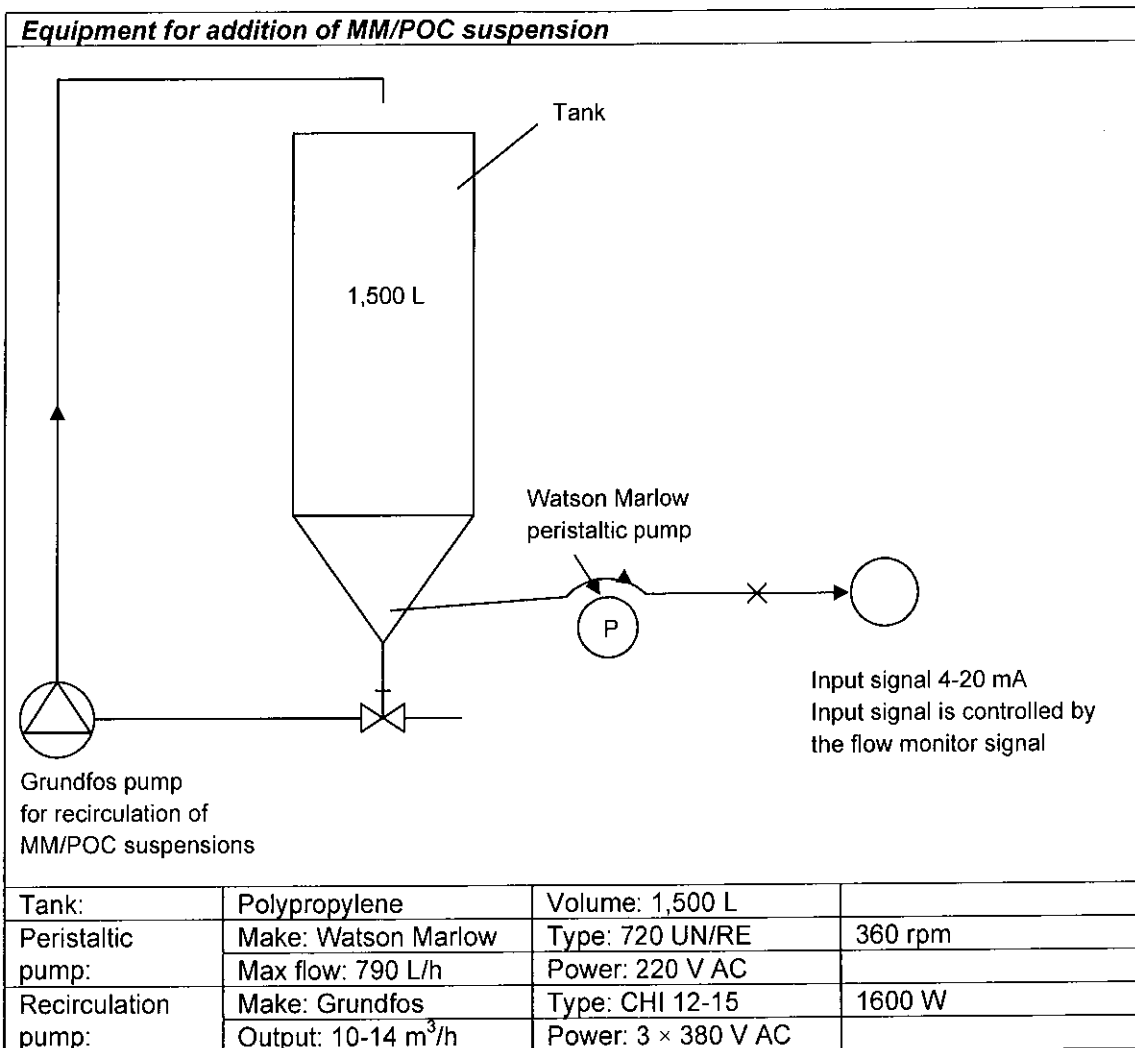 Equipment for addition of MM/POC suspension
Tank
1,500 L
Watson Marlow
peristaltic pump
P
Input signal 4-20 mA
Input signal is controlled by
the flow monitor signal
Grundfos pump
for recirculation of
MM/POC suspensions
Tank: Polypropylene Volume: 1,500 L
Peristaltic Make: Watson Marlow Type: 720 UN/RE 360 rpm
pump: Max flow: 790 L/h Power: 220 V AC
Recirculation Make: Grundfos Type: CHI 12-15 1600 W
pump: Output: 10-14 m³/h Power: 3 × 380 V AC